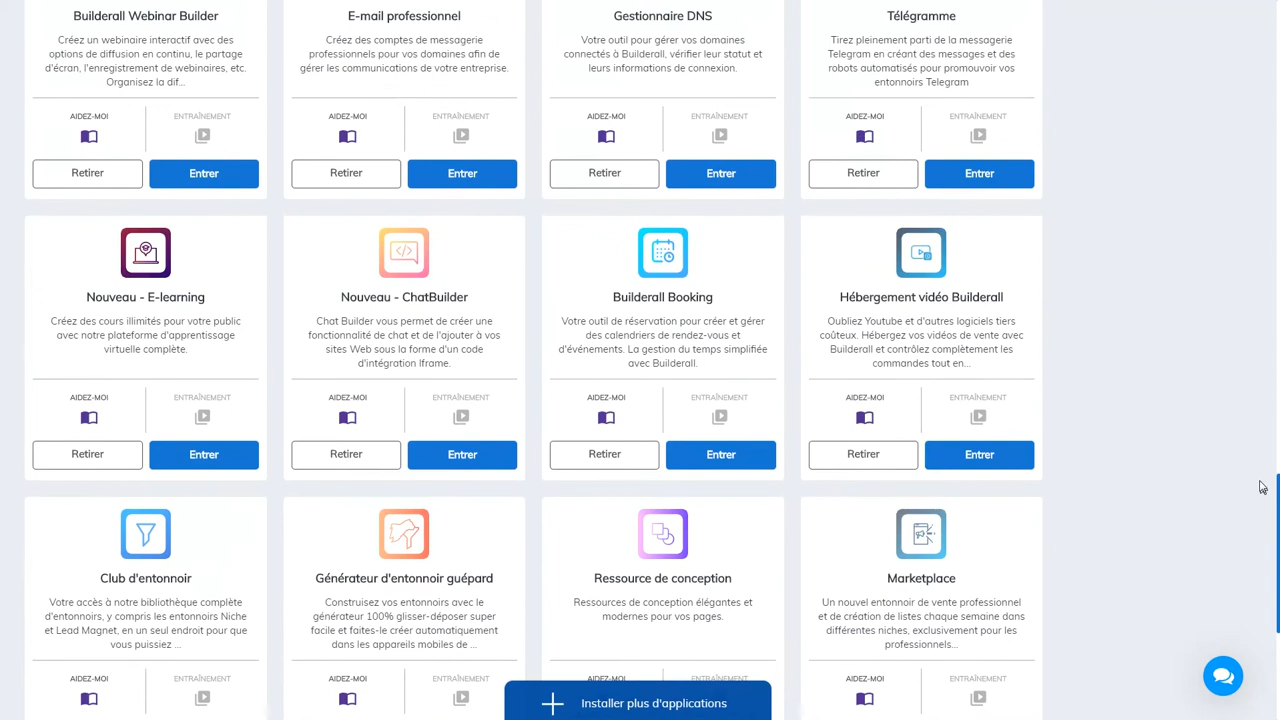 Builderall Webinar Builder
Créez un webinaire interactif avec des
options de diffusion en continu, le partage
d'écran, l'enregistrement de webinaires, etc.
Organisez la dif...
AIDEZ-MOI
ENTRAÎNEMENT
Retirer
Entrer
E-mail professionnel
Créez des comptes de messagerie
professionnels pour vos domaines afin de
gérer les communications de votre entreprise.
AIDEZ-MOI
ENTRAÎNEMENT
Retirer
Entrer
Gestionnaire DNS
Votre outil pour gérer vos domaines
connectés à Builderall, vérifier leur statut et
leurs informations de connexion.
AIDEZ-MOI
ENTRAÎNEMENT
Retirer
Entrer
Télégramme
Tirez pleinement parti de la messagerie
Telegram en créant des messages et des
robots automatisés pour promouvoir vos
entonnoirs Telegram
AIDEZ-MOI
ENTRAÎNEMENT
Retirer
Entrer
Nouveau - E-learning
Créez des cours illimités pour votre public
avec notre plateforme d'apprentissage
virtuelle complète.
AIDEZ-MOI
ENTRAÎNEMENT
Retirer
Entrer
Nouveau - ChatBuilder
Chat Builder vous permet de créer une
fonctionnalité de chat et de l'ajouter à vos
sites Web sous la forme d'un code
d'intégration Iframe.
AIDEZ-MOI
ENTRAÎNEMENT
Retirer
Entrer
Builderall Booking
Votre outil de réservation pour créer et gérer
des calendriers de rendez-vous et
d'événements. La gestion du temps simplifiée
avec Builderall.
AIDEZ-MOI
ENTRAÎNEMENT
Retirer
Entrer
Hébergement vidéo Builderall
Oubliez Youtube et d'autres logiciels tiers
coûteux. Hébergez vos vidéos de vente avec
Builderall et contrôlez complètement les
commandes tout en...
AIDEZ-MOI
ENTRAÎNEMENT
Retirer
Entrer
Club d'entonnoir
Votre accès à notre bibliothèque complète
d'entonnoirs, y compris les entonnoirs Niche
et Lead Magnet, en un seul endroit pour que
vous puissiez ...
AIDEZ-MOI
ENTRAÎNEMENT
Générateur d'entonnoir guépard
Construisez vos entonnoirs avec le
générateur 100% glisser-déposer super
facile et faites-le créer automatiquement
dans les appareils mobiles de ...
AIDEZ-MOI
ENTRAÎNEMENT
Ressource de conception
Ressources de conception élégantes et
modernes pour vos pages.
AIDEZ-MOI
ENTRAÎNEMENT
Marketplace
Un nouvel entonnoir de vente professionnel
et de création de listes chaque semaine dans
différentes niches, exclusivement pour les
professionnels...
AIDEZ-MOI
ENTRAÎNEMENT
Installer plus d'applications